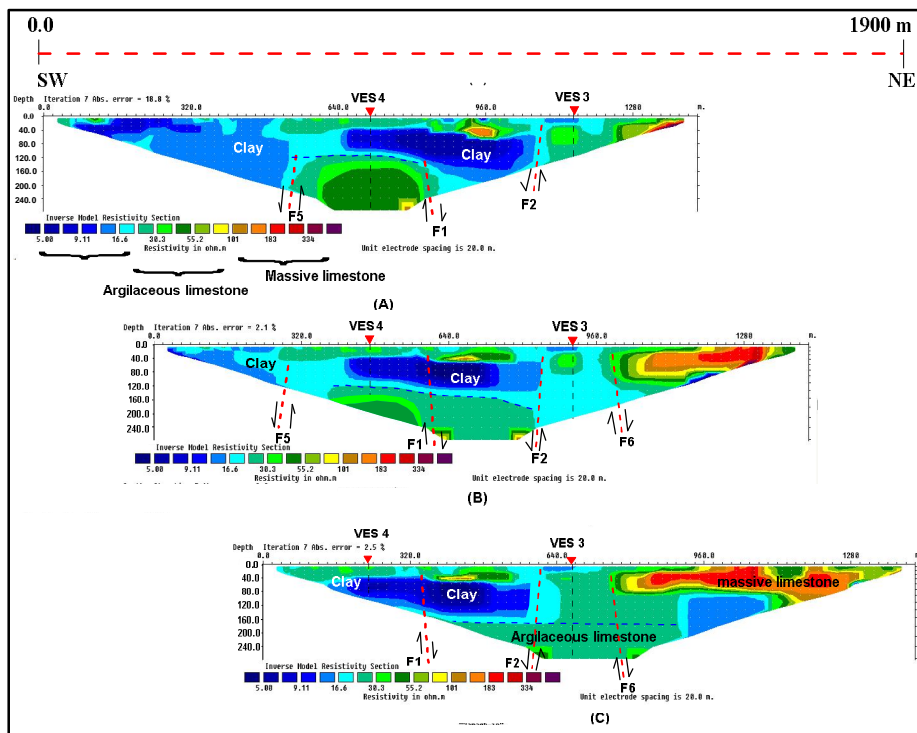 0.0 1900 m
SW NE
VES 4 VES 3
Depth Iteration 7 Abs. error = 10.0 %
0.0 320.0 640.0 960.0 1280 m.
0.0
40.0
80.0
120.0
160.0
200.0
240.0
Clay Clay
F5 F1 F2
Inverse Model Resistivity Section
5.00 9.11 16.6 30.3 55.2 101 183 334
Resistivity in ohm.m Unit electrode spacing is 20.0 m.
Massive limestone
Argilaceous limestone
(A)
VES 4 VES 3
Depth Iteration 7 Abs. error = 2.1 %
0.0 320.0 640.0 960.0 1280 m.
0.0
40.0
80.0
120.0
160.0
200.0
240.0
Clay Clay
F5 F1 F2 F6
Inverse Model Resistivity Section
5.00 9.11 16.6 30.3 55.2 101 183 334
Resistivity in ohm.m Unit electrode spacing is 20.0 m.
(B)
VES 4 VES 3
Depth Iteration 7 Abs. error = 2.5 %
0.0 320.0 640.0 960.0 1280
0.0
40.0
80.0
120.0
160.0
200.0
240.0
Clay Clay massive limestone
Argilaceous limestone
F1 F2 F6
Inverse Model Resistivity Section
5.00 9.11 16.6 30.3 55.2 101 183 334
Resistivity in ohm.m Unit electrode spacing is 20.0 m.
(C)